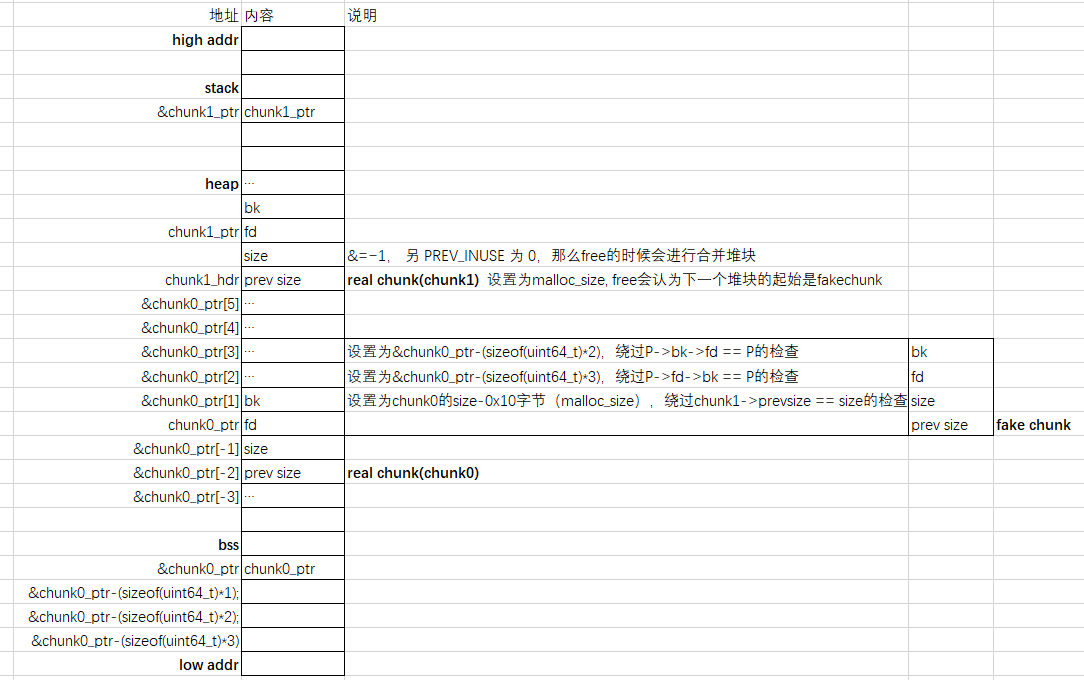 地址 内容 说明
high addr
stack
&chunk1_ptr chunk1_ptr
heap ...
bk
chunk1_ptr fd
size &=-1， 另 PREV_INUSE 为 0，那么free的时候会进行合并堆块
chunk1_hdr prev size real chunk(chunk1) 设置为malloc_size, free会认为下一个堆块的起始是fakechunk
&chunk0_ptr[5] ...
&chunk0_ptr[4] ...
&chunk0_ptr[3] ... 设置为&chunk0_ptr-(sizeof(uint64_t)*2)，绕过P->bk->fd == P的检查 bk
&chunk0_ptr[2] ... 设置为&chunk0_ptr-(sizeof(uint64_t)*3)，绕过P->fd->bk == P的检查 fd
&chunk0_ptr[1] bk 设置为chunk0的size-0x10字节（malloc_size），绕过chunk1->prevsize == size的检查 size
chunk0_ptr fd prev size fake chunk
&chunk0_ptr[-1] size
&chunk0_ptr[-2] prev size real chunk(chunk0)
&chunk0_ptr[-3] ...
bss
&chunk0_ptr chunk0_ptr
&chunk0_ptr-(sizeof(uint64_t)*1);
&chunk0_ptr-(sizeof(uint64_t)*2);
&chunk0_ptr-(sizeof(uint64_t)*3)
low addr